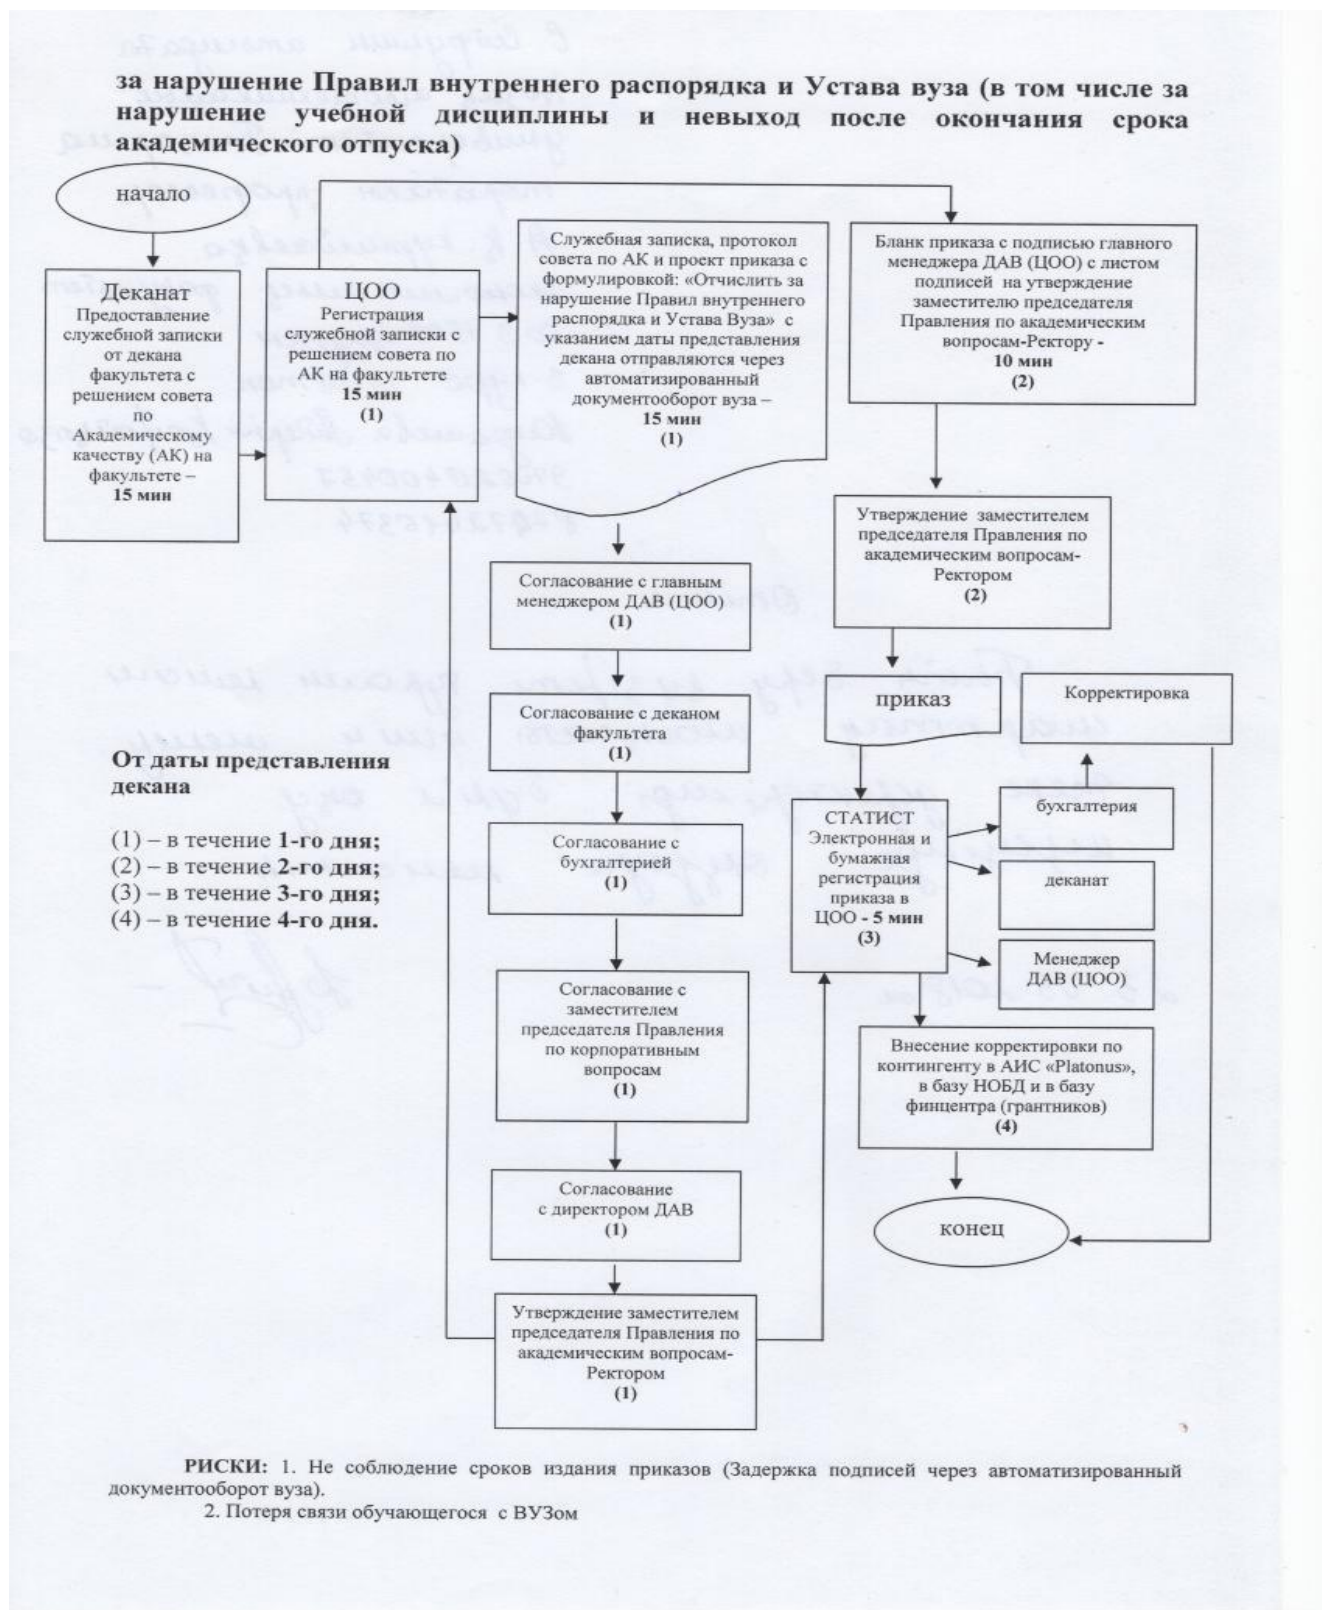 за нарушение Правил внутреннего распорядка и Устава вуза (в том числе за
нарушение учебной дисциплины и невыход после окончания срока
академического отпуска)
начало
Деканат
Предоставление
служебной записки
от декана
факультета с
решением совета
по
Академическому
качеству (АК) на
факультете –
15 мин
ЦОО
Регистрация
служебной записки с
решением совета по
АК на факультете
15 мин
(1)
Служебная записка, протокол
совета по АК и проект приказа с
формулировкой: «Отчислить за
нарушение Правил внутреннего
распорядка и Устава Вуза» с
указанием даты представления
декана отправляются через
автоматизированный
документооборот вуза –
15 мин
(1)
Бланк приказа с подписью главного
менеджера ДАВ (ЦОО) с листом
подписей на утверждение
заместителю председателя
Правления по академическим
вопросам-Ректору -
10 мин
(2)
Утверждение заместителем
председателя Правления по
академическим вопросам-
Ректором
(2)
Согласование с главным
менеджером ДАВ (ЦОО)
(1)
Согласование с деканом
факультета
(1)
приказ
Корректировка
От даты представления
декана
(1) – в течение 1-го дня;
(2) – в течение 2-го дня;
(3) – в течение 3-го дня;
(4) – в течение 4-го дня.
Согласование с
бухгалтерией
(1)
СТАТИСТ
Электронная и
бумажная
регистрация
приказа в
ЦОО - 5 мин
(3)
бухгалтерия
деканат
Менеджер
ДАВ (ЦОО)
Согласование с
заместителем
председателя Правления
по корпоративным
вопросам
(1)
Внесение корректировки по
контингенту в АИС «Platonus»,
в базу НОБД и в базу
финцентра (грантников)
(4)
Согласование
с директором ДАВ
(1)
конец
Утверждение заместителем
председателя Правления по
академическим вопросам-
Ректором
(1)
РИСКИ: 1. Не соблюдение сроков издания приказов (Задержка подписей через автоматизированный
документооборот вуза).
2. Потеря связи обучающегося с ВУЗом